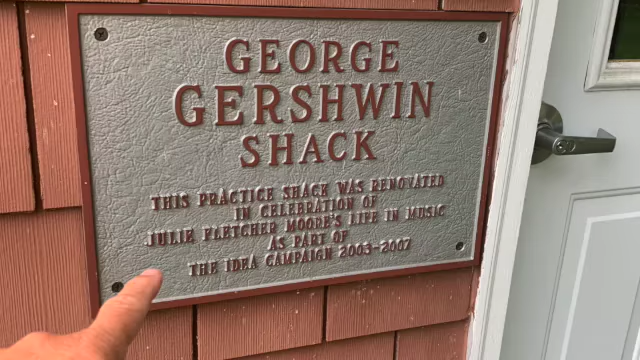 GEORGE
GERSHWIN
SHACK
THIS PRACTICE SHACK WAS RENOVATED
IN CELEBRATION OF
JULIE FLETCHER MOORE'S LIFE IN MUSIC
AS PART OF
THE IDEA CAMPAIGN 2003-2007